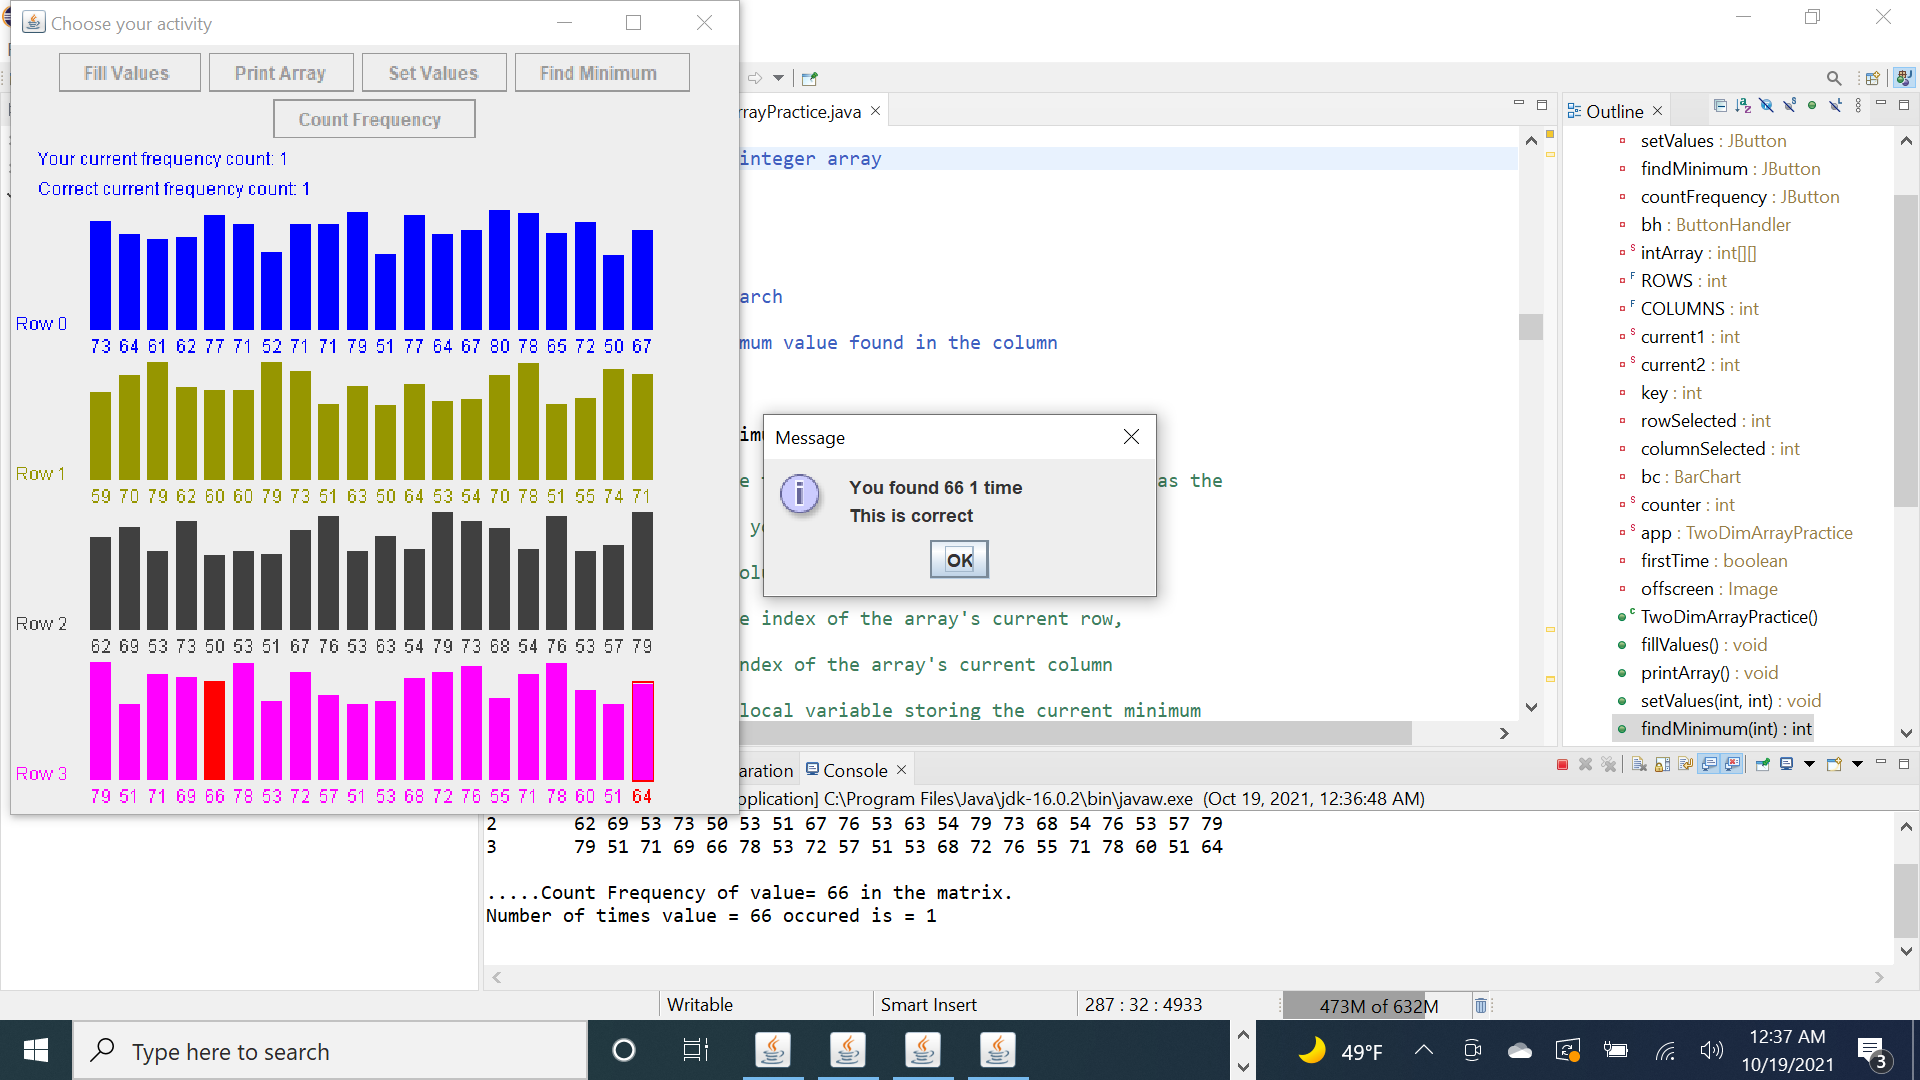 Choose your activity
Fill Values
Print Array
Set Values
Find Minimum
Count Frequency
Your current frequency count: 1
Correct current frequency count: 1
Row 0
73 64 61 62 77 71 52 71 71 79 51 77 64 67 80 78 65 72 50 67
Row 1
59 70 79 62 60 60 79 73 51 63 50 64 53 54 70 78 51 55 74 71
Row 2
62 69 53 73 50 53 51 67 76 53 63 54 79 73 68 54 76 53 57 79
Row 3
79 51 71 69 66 78 53 72 57 51 53 68 72 76 55 71 78 60 51 64
rrayPractice.java
integer array
arch
mum value found in the column
as the
e index of the array's current row,
ndex of the array's current column
local variable storing the current minimum
Message
You found 66 1 time
This is correct
OK
Outline
setValues : JButton
findMinimum : JButton
countFrequency : JButton
bh : ButtonHandler
S intArray : int[][]
F ROWS : int
F COLUMNS : int
S current1 : int
S current2 : int
key : int
rowSelected : int
columnSelected : int
bc : BarChart
S counter : int
S app : TwoDimArrayPractice
firstTime : boolean
offscreen : Image
C TwoDimArrayPractice()
fillValues() : void
printArray() : void
setValues(int, int) : void
findMinimum(int) : int
aration
Console
plication] C:\Program Files\Java\jdk-16.0.2\bin\javaw.exe (Oct 19, 2021, 12:36:48 AM)
2 62 69 53 73 50 53 51 67 76 53 63 54 79 73 68 54 76 53 57 79
3 79 51 71 69 66 78 53 72 57 51 53 68 72 76 55 71 78 60 51 64
.....Count Frequency of value= 66 in the matrix.
Number of times value = 66 occured is = 1
Writable
Smart Insert
287 : 32 : 4933
473M of 632M
Type here to search
49°F
12:37 AM
10/19/2021
3